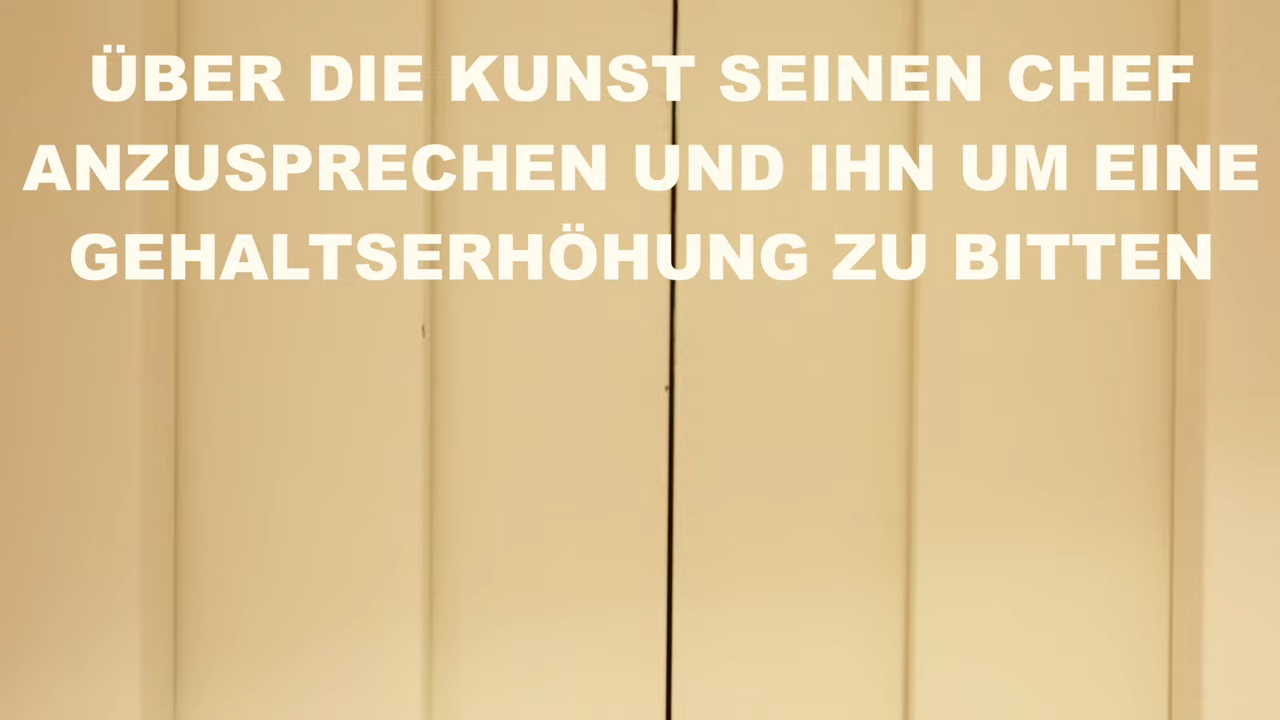 ÜBER DIE KUNST SEINEN CHEF
ANZUSPRECHEN UND IHN UM EINE
GEHALTSERHÖHUNG ZU BITTEN